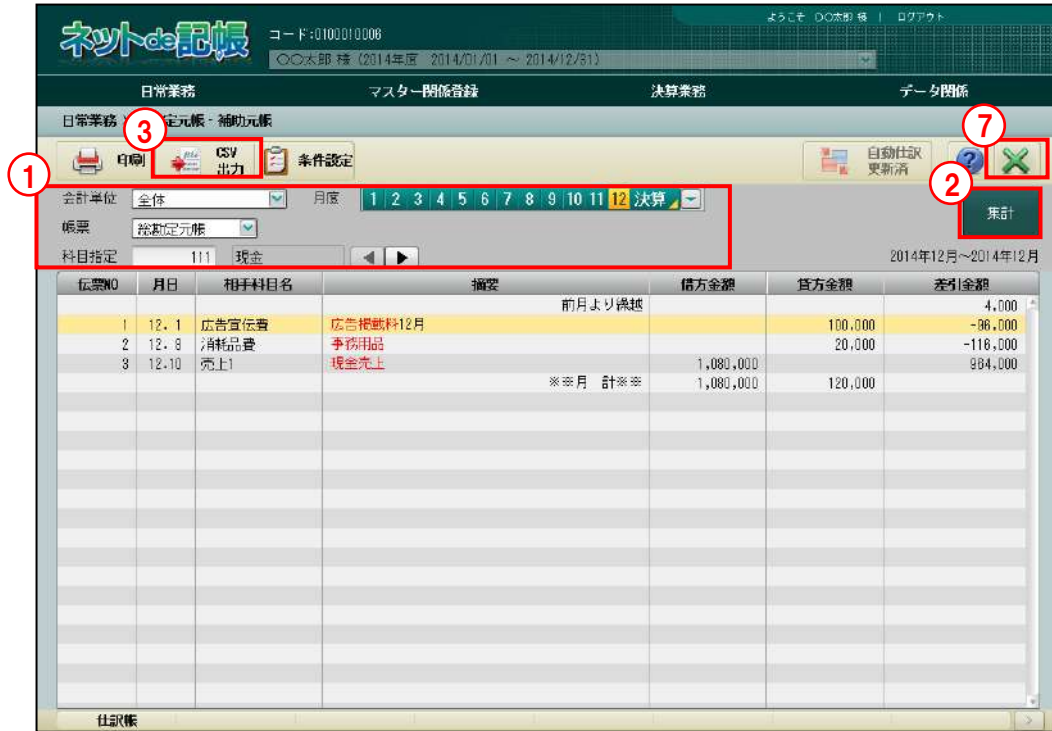 ようこそ 〇〇太郎 様 | ログアウト
ネットde記帳
コード:0100010006
〇〇太郎 様 (2014年度 2014/01/01 ～ 2014/12/31)
日常業務 マスター関係登録 決算業務 データ関係
日常業務 定元帳・補助元帳
③ ⑦
印刷 CSV出力 条件設定 自動仕訳更新済 ?
① ②
会計単位 全体 月度 1 2 3 4 5 6 7 8 9 10 11 12 決算
集計
帳票 総勘定元帳
科目指定 111 現金 2014年12月～2014年12月
伝票NO 月日 相手科目名 摘要 借方金額 貸方金額 差引金額
前月より繰越 4,000
1 12. 1 広告宣伝費 広告掲載料12月 100,000 -96,000
2 12. 9 消耗品費 事務用品 20,000 -116,000
3 12.10 売上1 現金売上 1,080,000 964,000
※※月 計※※ 1,080,000 120,000
仕訳帳